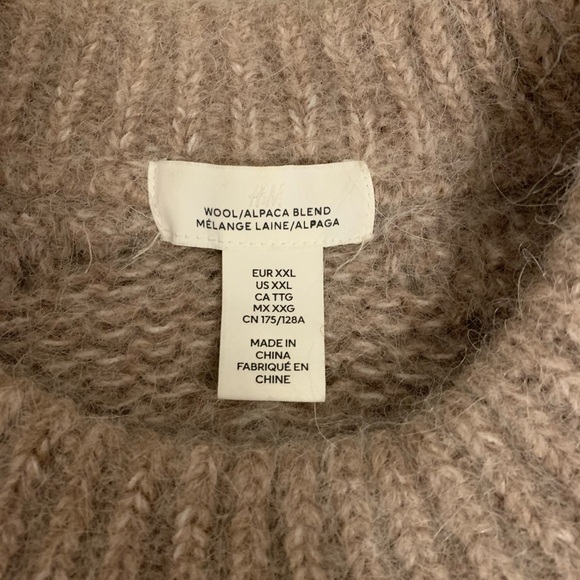 H&M
WOOL/ALPACA BLEND
MÉLANGE LAINE/ALPAGA
EUR XXL
US XXL
CA TTG
MX XXG
CN 175/128A
MADE IN
CHINA
FABRIQUÉ EN
CHINE